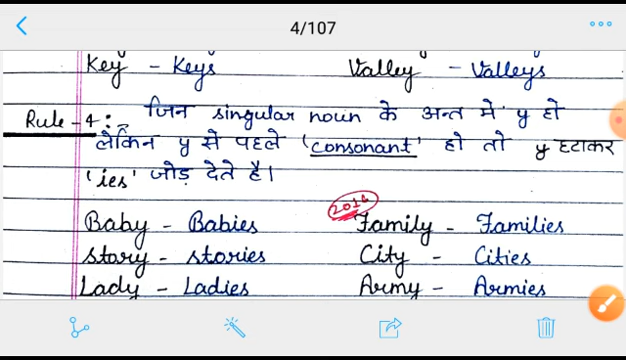 4/107
Key - Keys Valley - Valleys
Rule-4:- जिन singular noun के अन्त में y हो
लेकिन y से पहले 'consonant' हो तो y हटाकर
'ies' जोड़ देते है।
2016
Baby - Babies Family - Families
story - stories City - Cities
Lady - Ladies Army - Armies